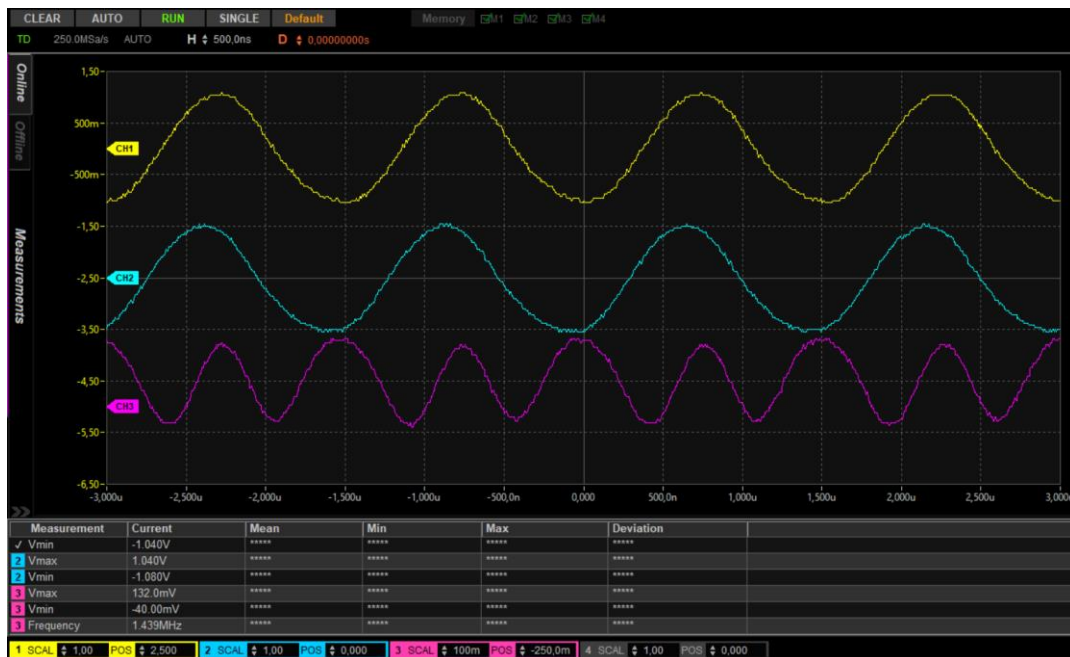 CLEAR AUTO RUN SINGLE Default Memory M1 M2 M3 M4
TD 250.0MSa/s AUTO H 500,0ns D 0,00000000s
Online
Offline
Measurements
1,50
500m
CH1
-500m
-1,50
-2,50
CH2
-3,50
-4,50
CH3
-5,50
-6,50
-3,000u -2,500u -2,000u -1,500u -1,000u -500,0n 0,000 500,0n 1,000u 1,500u 2,000u 2,500u 3,000
>>
Measurement Current Mean Min Max Deviation
✓ Vmin -1.040V ***** ***** ***** *****
2 Vmax 1.040V ***** ***** ***** *****
2 Vmin -1.080V ***** ***** ***** *****
3 Vmax 132.0mV ***** ***** ***** *****
3 Vmin -40.00mV ***** ***** ***** *****
3 Frequency 1.439MHz ***** ***** ***** *****
1 SCAL 1,00 POS 2,500 2 SCAL 1,00 POS 0,000 3 SCAL 100m POS -250,0m 4 SCAL 1,00 POS 0,000